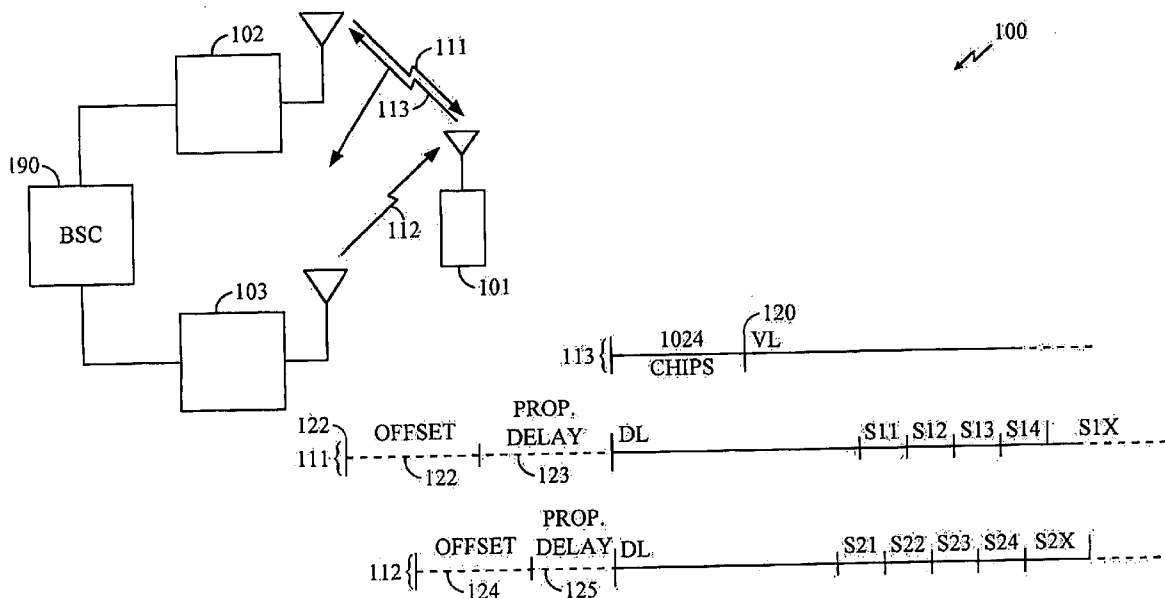 102
111
113
100
190
BSC
112
101
103
120
113
1024
VL
CHIPS
122
111
OFFSET
PROP.
DELAY
DL
S11
S12
S13
S14
S1X
122
123
112
OFFSET
PROP.
DELAY
DL
S21
S22
S23
S24
S2X
124
125